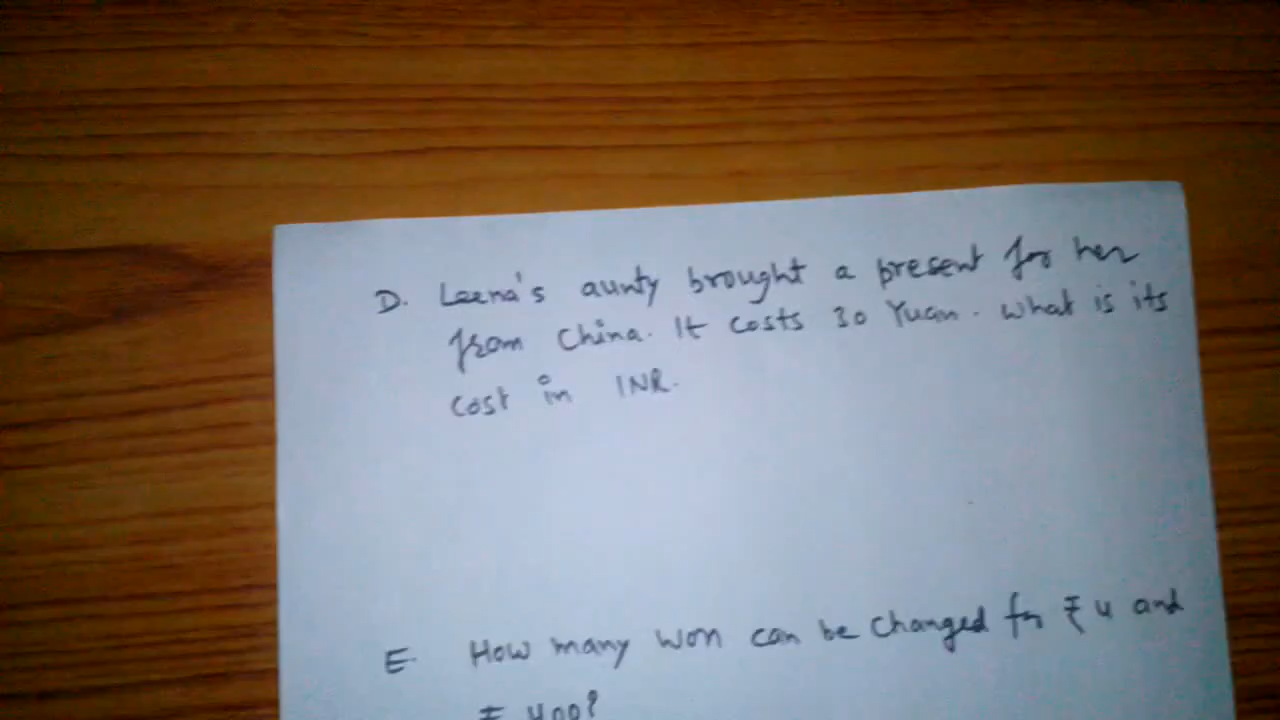 D. Leena's aunty brought a present for her
from China. It costs 30 Yuan. what is its
cost in INR.
E. How many won can be changed for ₹ 4 and
₹ 400?